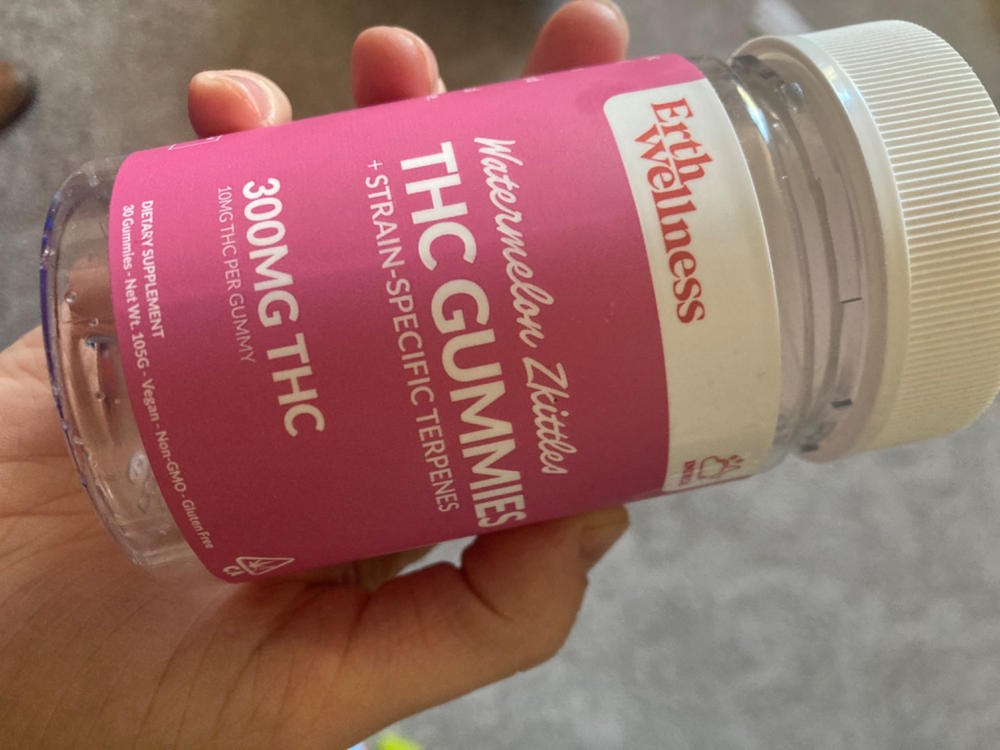 Erth
Wellness
Watermelon Zkittles
THC GUMMIES
+ STRAIN-SPECIFIC TERPENES
300MG THC
10MG THC PER GUMMY
DIETARY SUPPLEMENT
30 Gummies - Net Wt. 105G - Vegan - Non-GMO - Gluten Free
CA